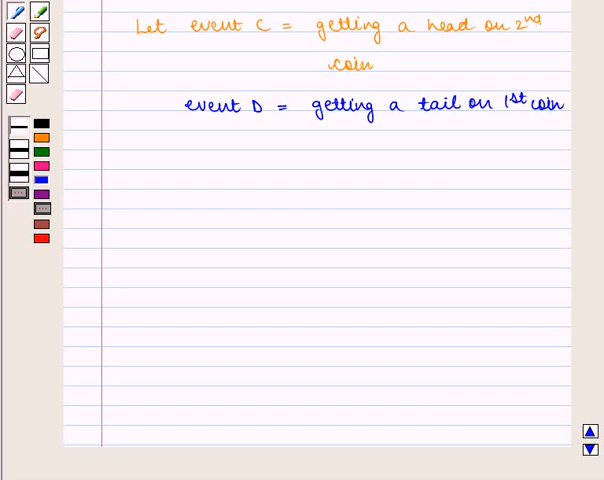 Let event C = getting a head on 2nd
coin
event D = getting a tail on 1st coin